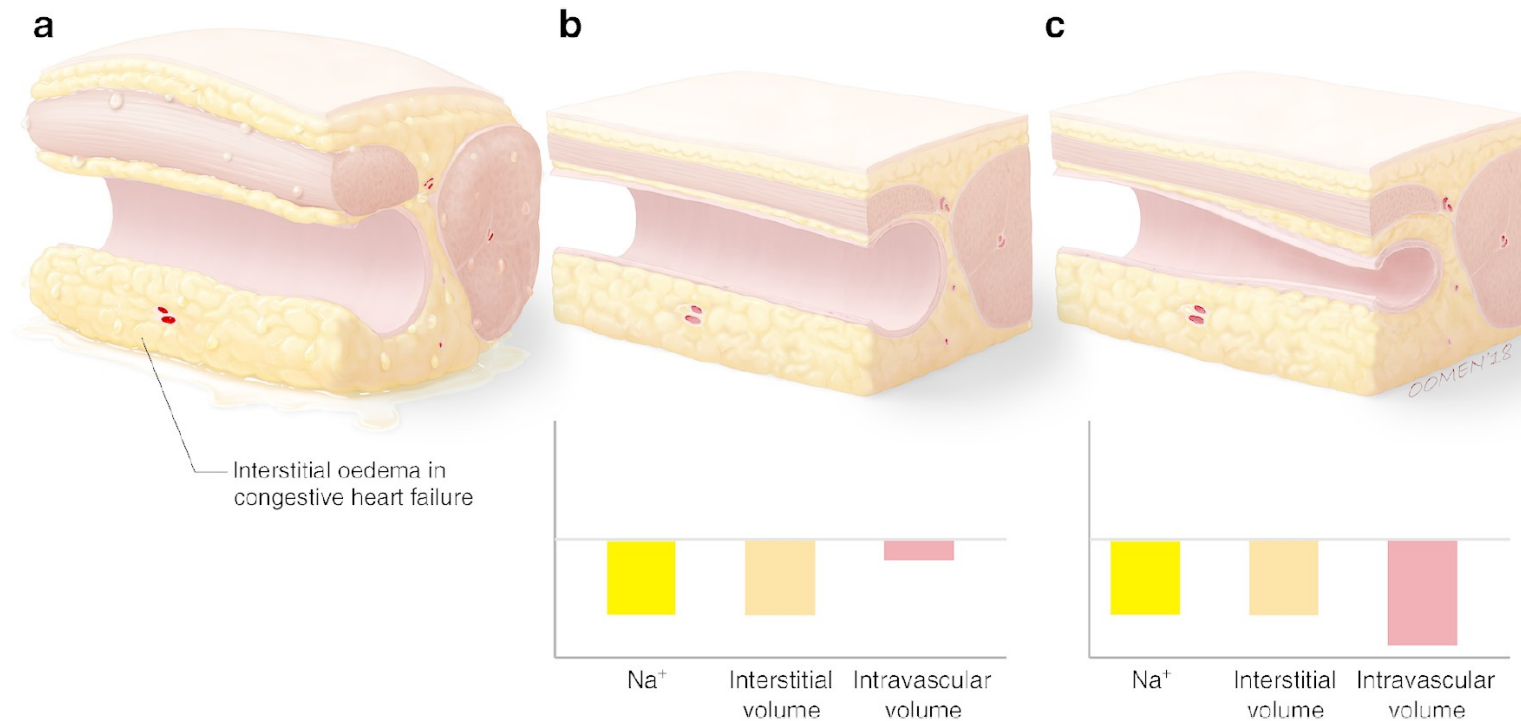 a
b
c
OOMEN'18
Interstitial oedema in
congestive heart failure
Na⁺
Interstitial
volume
Intravascular
volume
Na⁺
Interstitial
volume
Intravascular
volume